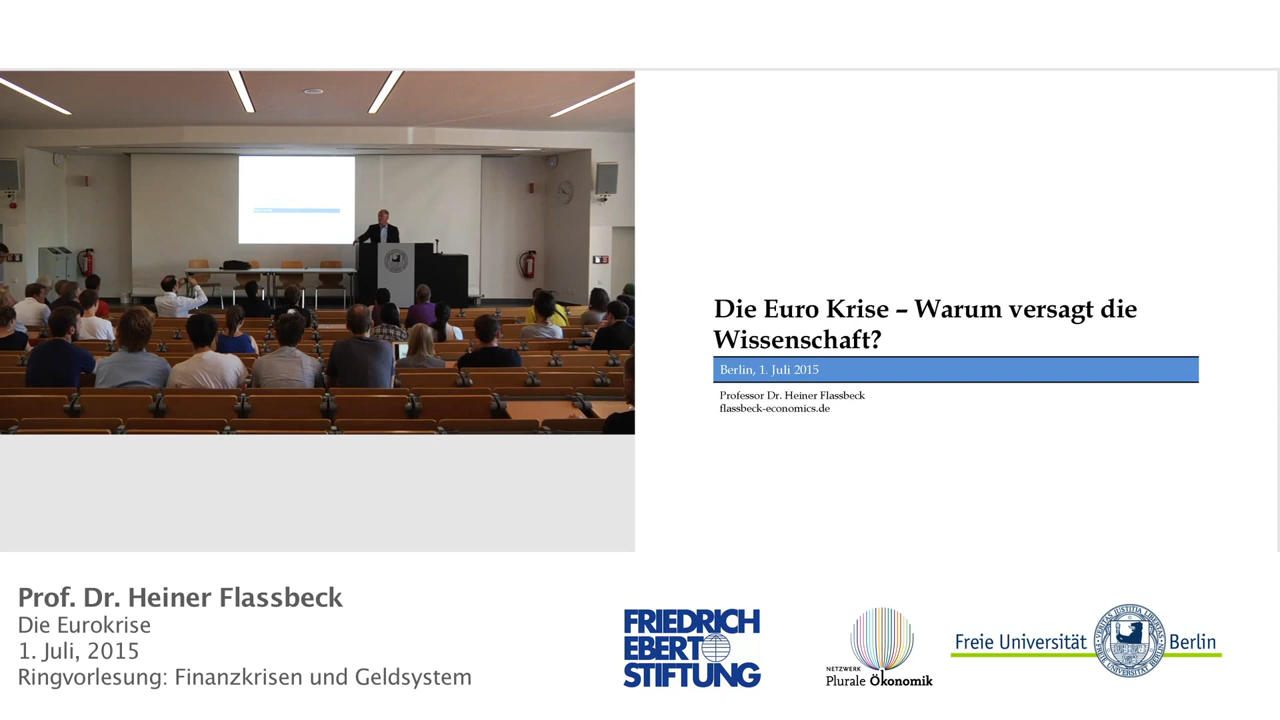 Die Euro Krise – Warum versagt die
Wissenschaft?
Berlin, 1. Juli 2015
Professor Dr. Heiner Flassbeck
flassbeck-economics.de
Prof. Dr. Heiner Flassbeck
Die Eurokrise
1. Juli, 2015
Ringvorlesung: Finanzkrisen und Geldsystem
FRIEDRICH
EBERT
STIFTUNG
NETZWERK
Plurale Ökonomik
Freie Universität Berlin